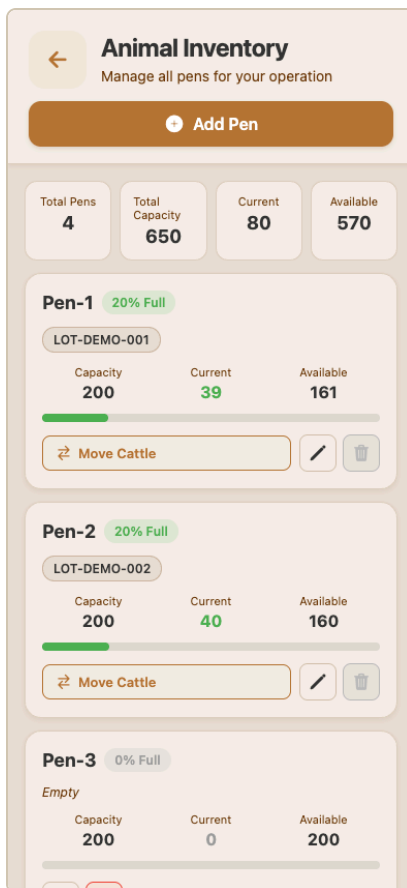 Animal Inventory
Manage all pens for your operation
Add Pen
Total Pens
4
Total
Capacity
650
Current
80
Available
570
Pen-1 20% Full
LOT-DEMO-001
Capacity Current Available
200 39 161
Move Cattle
Pen-2 20% Full
LOT-DEMO-002
Capacity Current Available
200 40 160
Move Cattle
Pen-3 0% Full
Empty
Capacity Current Available
200 0 200